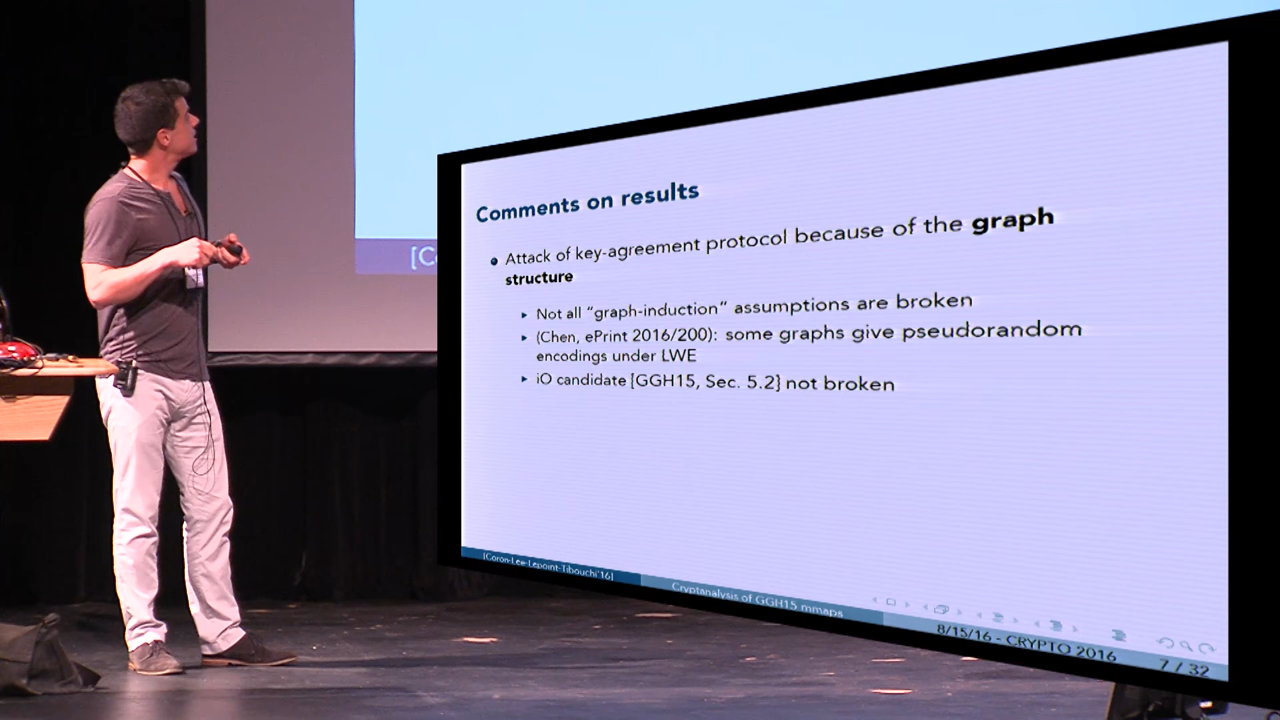 [C
Comments on results
Attack of key-agreement protocol because of the graph
structure
Not all “graph-induction” assumptions are broken
(Chen, ePrint 2016/200): some graphs give pseudorandom
encodings under LWE
iO candidate [GGH15, Sec. 5.2] not broken
[Coron-Lee-Lepoint-Tibouchi'16]
Cryptanalysis of GGH15 mmaps
8/15/16 - CRYPTO 2016
7 / 32